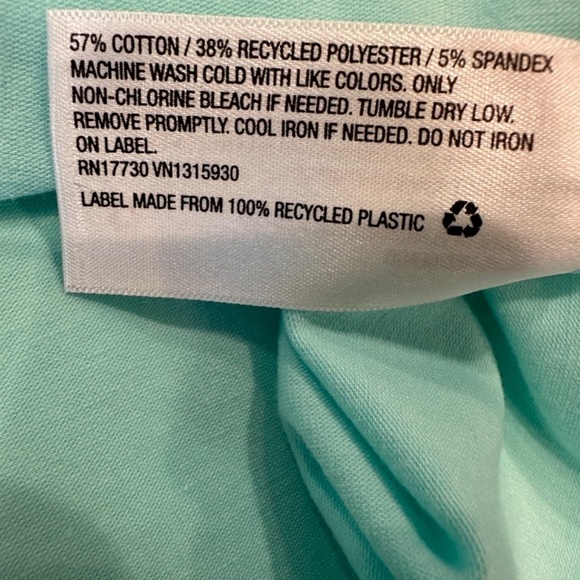 57% COTTON / 38% RECYCLED POLYESTER / 5% SPANDEX
MACHINE WASH COLD WITH LIKE COLORS. ONLY
NON-CHLORINE BLEACH IF NEEDED. TUMBLE DRY LOW.
REMOVE PROMPTLY. COOL IRON IF NEEDED. DO NOT IRON
ON LABEL.
RN17730 VN1315930
LABEL MADE FROM 100% RECYCLED PLASTIC